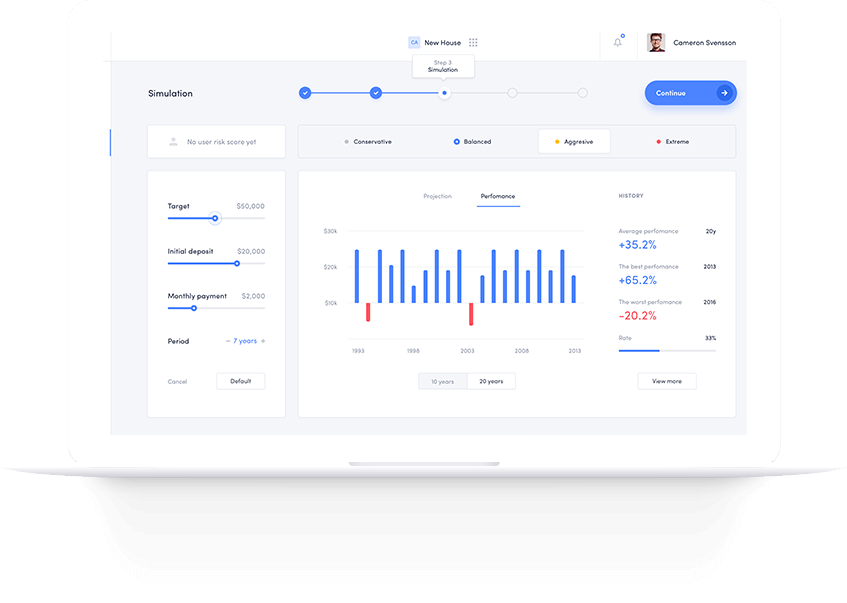 CA New House
Cameron Svensson
Step 3
Simulation
Simulation
Continue
No user risk score yet
Conservative
Balanced
Aggresive
Extreme
Target $50,000
Initial deposit $20,000
Monthly payment $2,000
Period − 7 years +
Cancel
Default
Projection
Perfomance
$30k
$20k
$10k
1993 1998 2003 2008 2013
10 years
20 years
HISTORY
Average perfomance 20y
+35.2%
The best perfomance 2013
+65.2%
The worst perfomance 2016
-20.2%
Rate 33%
View more